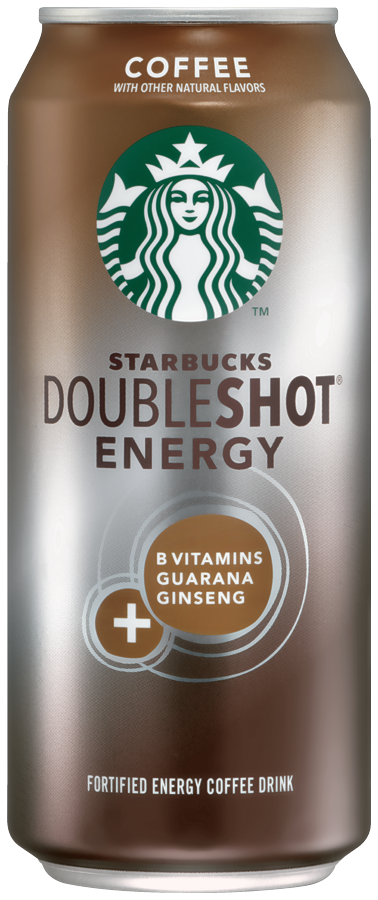 COFFEE
WITH OTHER NATURAL FLAVORS
TM
STARBUCKS
DOUBLESHOT®
ENERGY
B VITAMINS
GUARANA
GINSENG
+
FORTIFIED ENERGY COFFEE DRINK